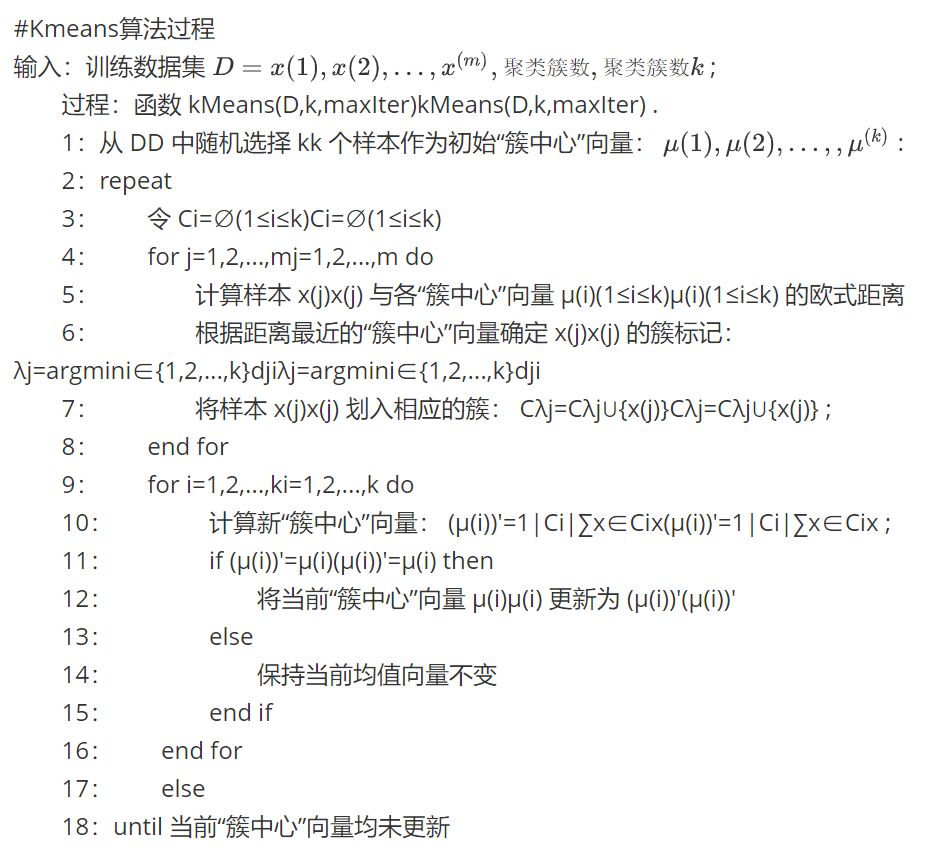 #Kmeans算法过程
输入：训练数据集 D = x(1), x(2), . . . , x^(m), 聚类簇数, 聚类簇数k ;
过程：函数 kMeans(D,k,maxIter)kMeans(D,k,maxIter) .
1：从 DD 中随机选择 kk 个样本作为初始“簇中心”向量： μ(1), μ(2), . . . , , μ^(k) :
2：repeat
3： 令 Ci=∅(1≤i≤k)Ci=∅(1≤i≤k)
4： for j=1,2,...,mj=1,2,...,m do
5： 计算样本 x(j)x(j) 与各“簇中心”向量 μ(i)(1≤i≤k)μ(i)(1≤i≤k) 的欧式距离
6： 根据距离最近的“簇中心”向量确定 x(j)x(j) 的簇标记：
λj=argmini∈{1,2,...,k}djiλj=argmini∈{1,2,...,k}dji
7： 将样本 x(j)x(j) 划入相应的簇： Cλj=Cλj∪{x(j)}Cλj=Cλj∪{x(j)} ;
8： end for
9： for i=1,2,...,ki=1,2,...,k do
10： 计算新“簇中心”向量： (μ(i))'=1|Ci|∑x∈Cix(μ(i))'=1|Ci|∑x∈Cix ;
11： if (μ(i))'=μ(i)(μ(i))'=μ(i) then
12： 将当前“簇中心”向量 μ(i)μ(i) 更新为 (μ(i))'(μ(i))'
13： else
14： 保持当前均值向量不变
15： end if
16： end for
17： else
18：until 当前“簇中心”向量均未更新